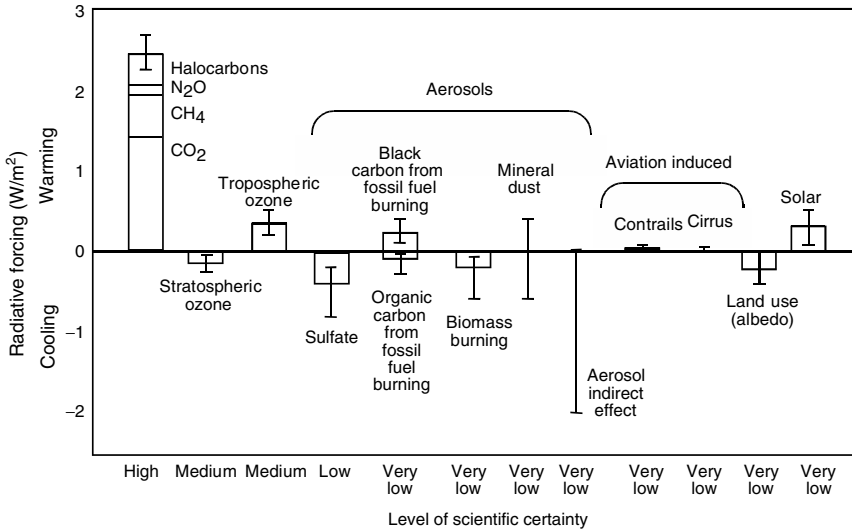 3
2
1
0
−1
−2
Radiative forcing (W/m²)
Warming
Cooling
Halocarbons
N₂O
CH₄
CO₂
Stratospheric
ozone
Tropospheric
ozone
Aerosols
Sulfate
Black
carbon from
fossil fuel
burning
Organic
carbon
from
fossil
fuel
burning
Biomass
burning
Mineral
dust
Aerosol
indirect
effect
Aviation induced
Contrails Cirrus
Land use
(albedo)
Solar
High Medium Medium Low Very low Very low Very low Very low Very low Very low Very low Very low
Level of scientific certainty